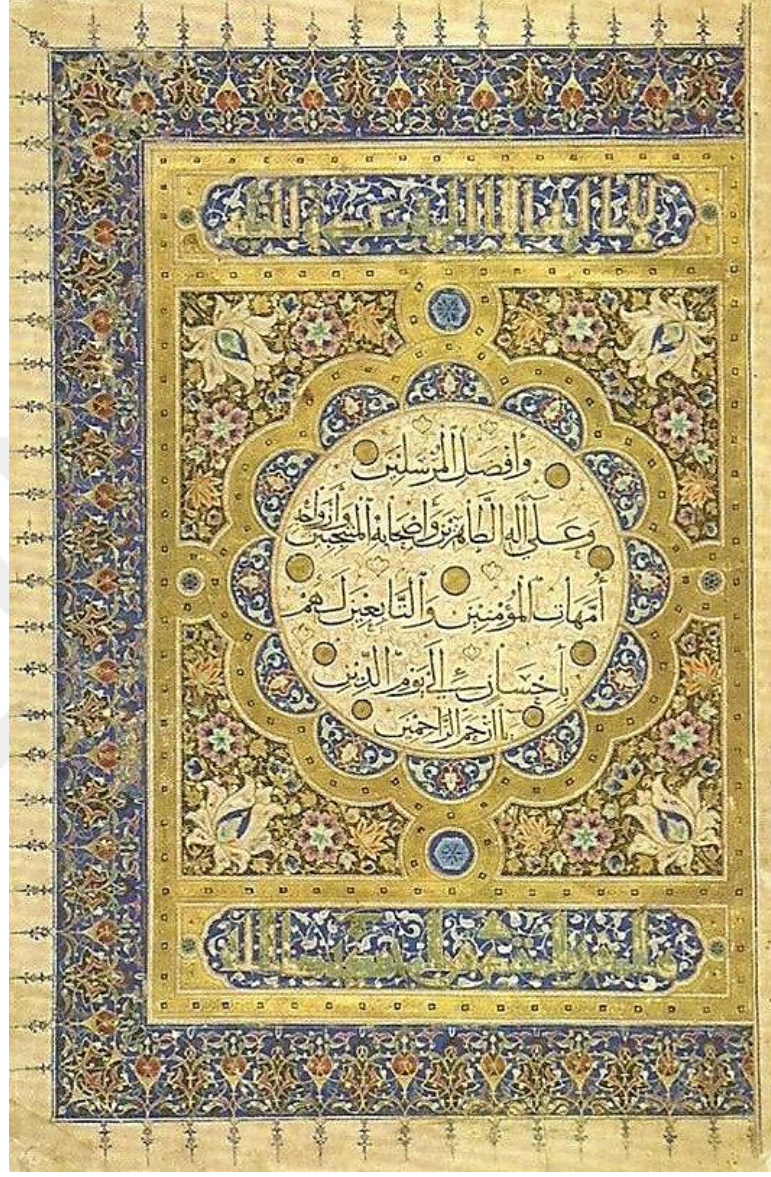 وأفضل المرسلين
وعلى آله الطاهرين وأصحابه المنتجبين وأزواجه
أمهات المؤمنين والتابعين لهم
بإحسان إلى يوم الدين
يا أرحم الراحمين